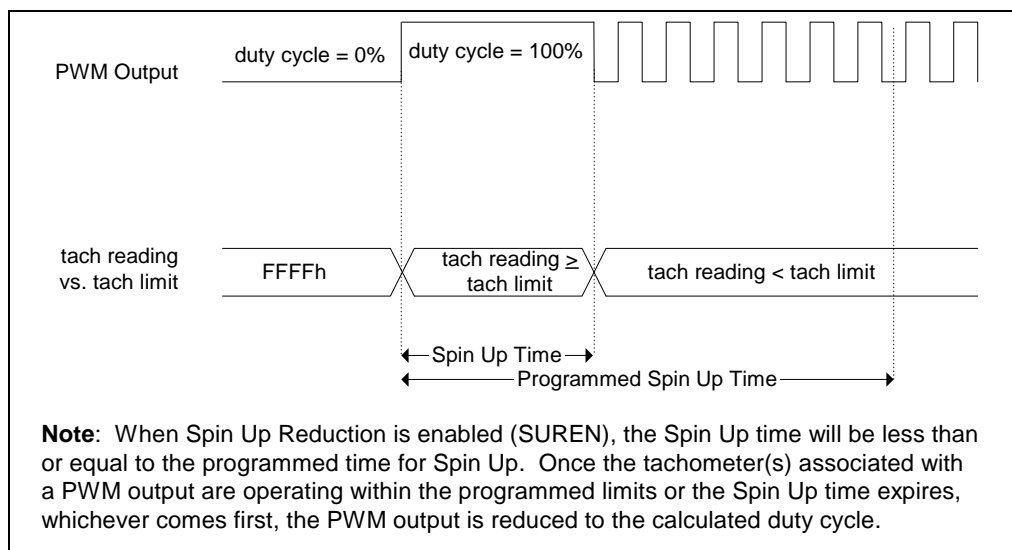 duty cycle = 0%
duty cycle = 100%
PWM Output
tach reading
vs. tach limit
FFFFh
tach reading ≥
tach limit
tach reading < tach limit
Spin Up Time
Programmed Spin Up Time
Note: When Spin Up Reduction is enabled (SUREN), the Spin Up time will be less than
or equal to the programmed time for Spin Up. Once the tachometer(s) associated with
a PWM output are operating within the programmed limits or the Spin Up time expires,
whichever comes first, the PWM output is reduced to the calculated duty cycle.